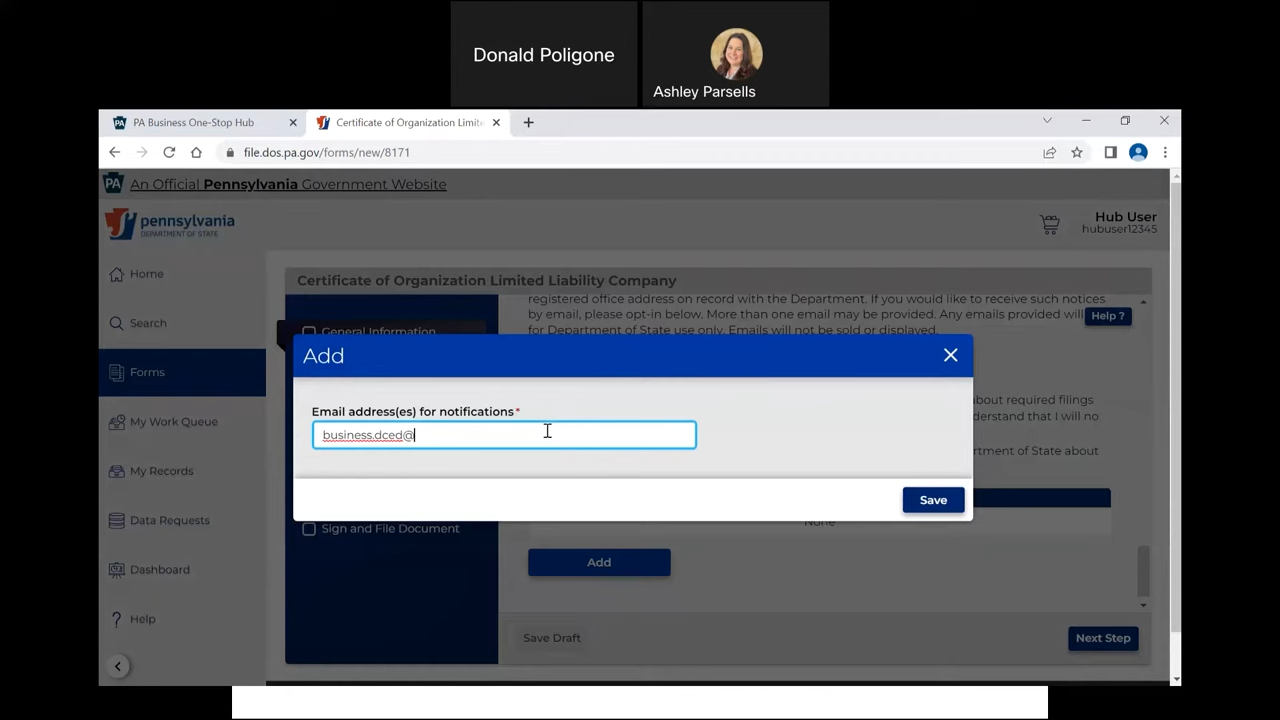 Donald Poligone
Ashley Parsells
PA Business One-Stop Hub
Certificate of Organization Limite
file.dos.pa.gov/forms/new/8171
PA An Official Pennsylvania Government Website
pennsylvania
DEPARTMENT OF STATE
Hub User
hubuser12345
Home
Search
Forms
My Work Queue
My Records
Data Requests
Dashboard
Help
Certificate of Organization Limited Liability Company
General Information
registered office address on record with the Department. If you would like to receive such notices
by email, please opt-in below. More than one email may be provided. Any emails provided will
for Department of State use only. Emails will not be sold or displayed.
Help ?
Add
Email address(es) for notifications*
business.dced@
Save
about required filings
derstand that I will no
partment of State about
None
Sign and File Document
Add
Save Draft
Next Step